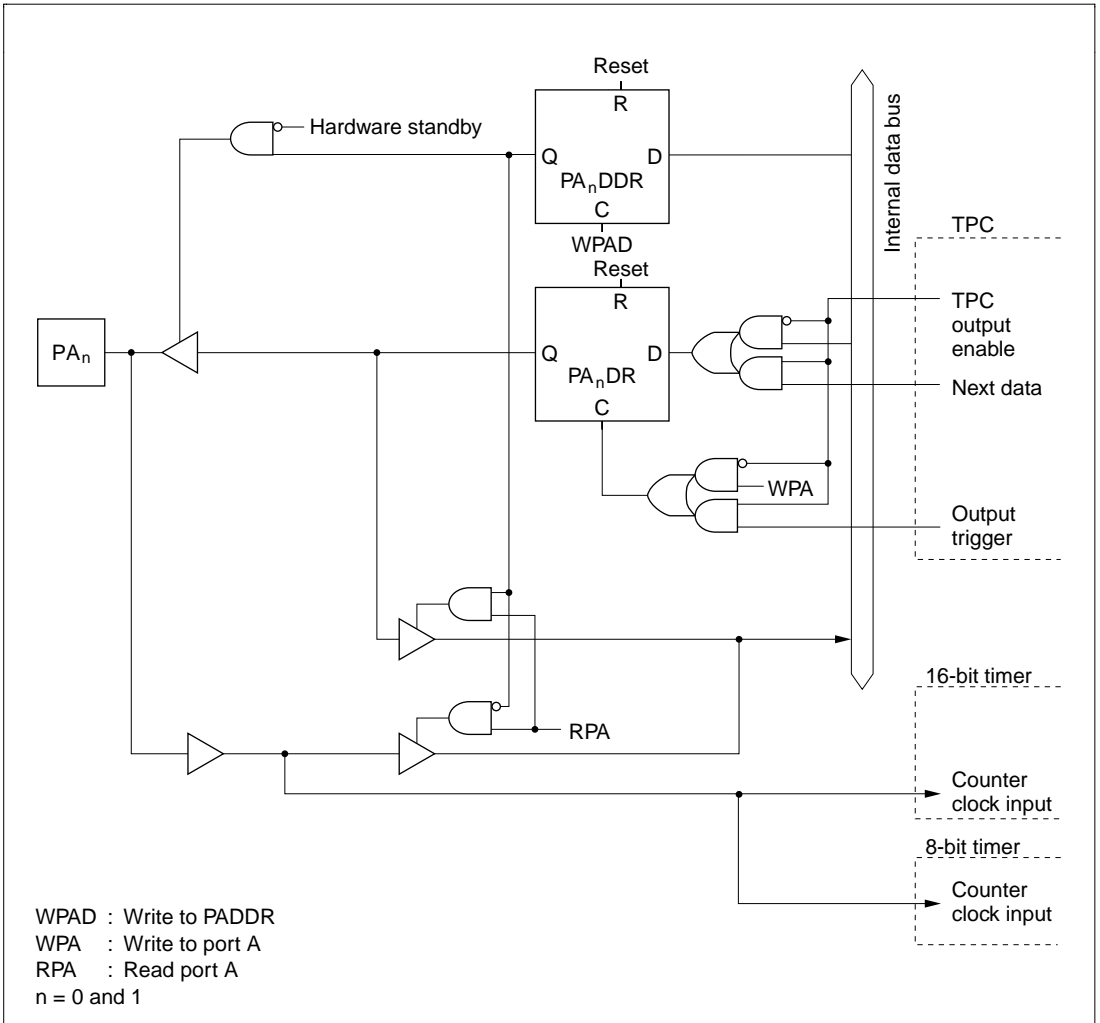 Reset
R
Hardware standby
Q
D
PAnDDR
C
WPAD
Internal data bus
TPC
Reset
R
TPC
output
enable
PAn
Q
D
PAnDR
Next data
C
WPA
Output
trigger
RPA
16-bit timer
Counter
clock input
8-bit timer
Counter
clock input
WPAD : Write to PADDR
WPA : Write to port A
RPA : Read port A
n = 0 and 1